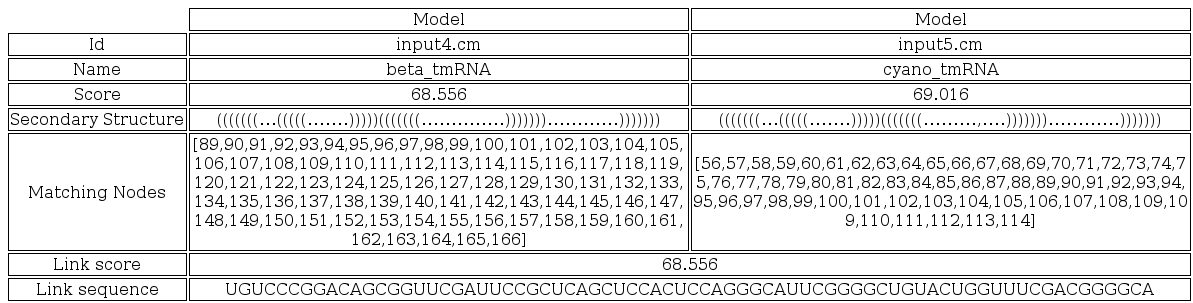 Model Model
Id input4.cm input5.cm
Name beta_tmRNA cyano_tmRNA
Score 68.556 69.016
Secondary Structure (((((((...(((((.......)))))(((((((..............)))))))............))))))) (((((((...(((((.......)))))(((((((.........,....)))))))............)))))))
[89,90,91,92,93,94,95,96,97,98,99,100,101,102,103,104,105,
106,107,108,109,110,111,112,113,114,115,116,117,118,119,
120,121,122,123,124,125,126,127,128,129,130,131,132,133,
134,135,136,137,138,139,140,141,142,143,144,145,146,147,
148,149,150,151,152,153,154,155,156,157,158,159,160,161,
162,163,164,165,166]
[56,57,58,59,60,61,62,63,64,65,66,67,68,69,70,71,72,73,74,7
5,76,77,78,79,80,81,82,83,84,85,86,87,88,89,90,91,92,93,94,
95,96,97,98,99,100,101,102,103,104,105,106,107,108,109,10
9,110,111,112,113,114]
Matching Nodes
Link score 68.556
Link sequence UGUCCCGGACAGCGGUUCGAUUCCGCUCAGCUCCACUCCAGGGCAUUCGGGGCUGUACUGGUUUCGACGGGGCA